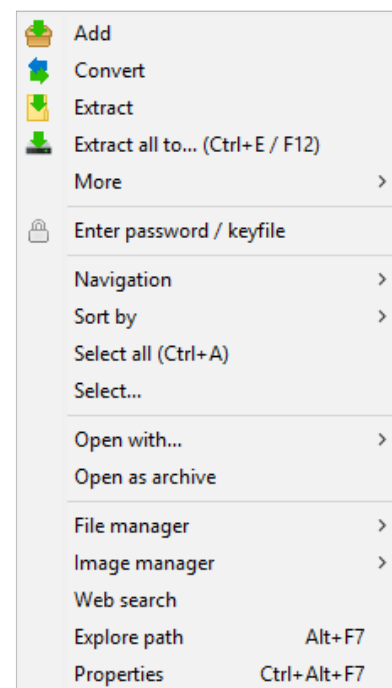 Add
Convert
Extract
Extract all to... (Ctrl+E / F12)
More
Enter password / keyfile
Navigation
Sort by
Select all (Ctrl+A)
Select...
Open with...
Open as archive
File manager
Image manager
Web search
Explore path Alt+F7
Properties Ctrl+Alt+F7